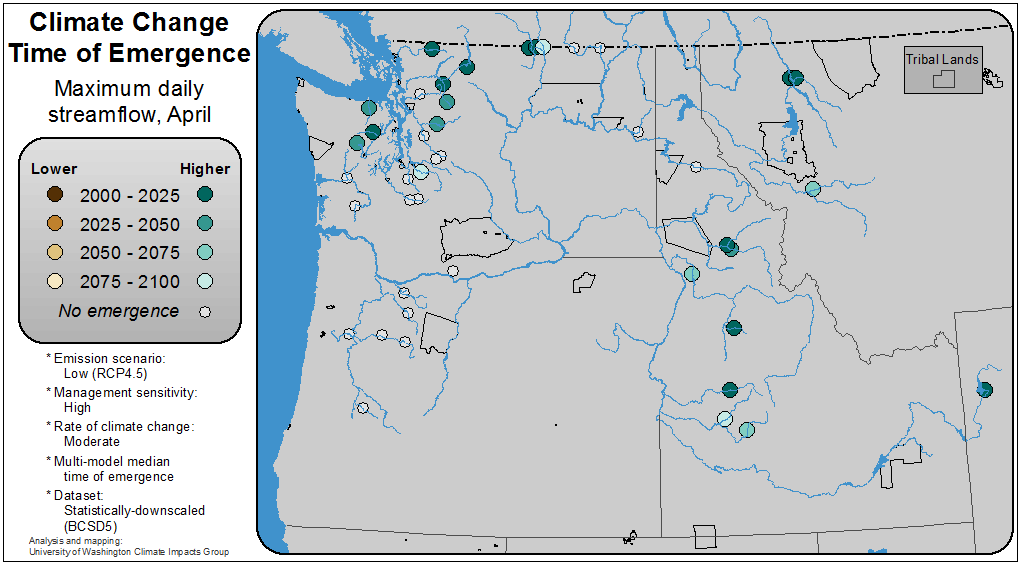 Climate Change
Time of Emergence
Maximum daily
streamflow, April
Lower Higher
2000 - 2025
2025 - 2050
2050 - 2075
2075 - 2100
No emergence
* Emission scenario:
Low (RCP4.5)
* Management sensitivity:
High
* Rate of climate change:
Moderate
* Multi-model median
time of emergence
* Dataset:
Statistically-downscaled
(BCSD5)
Analysis and mapping:
University of Washington Climate Impacts Group
Tribal Lands